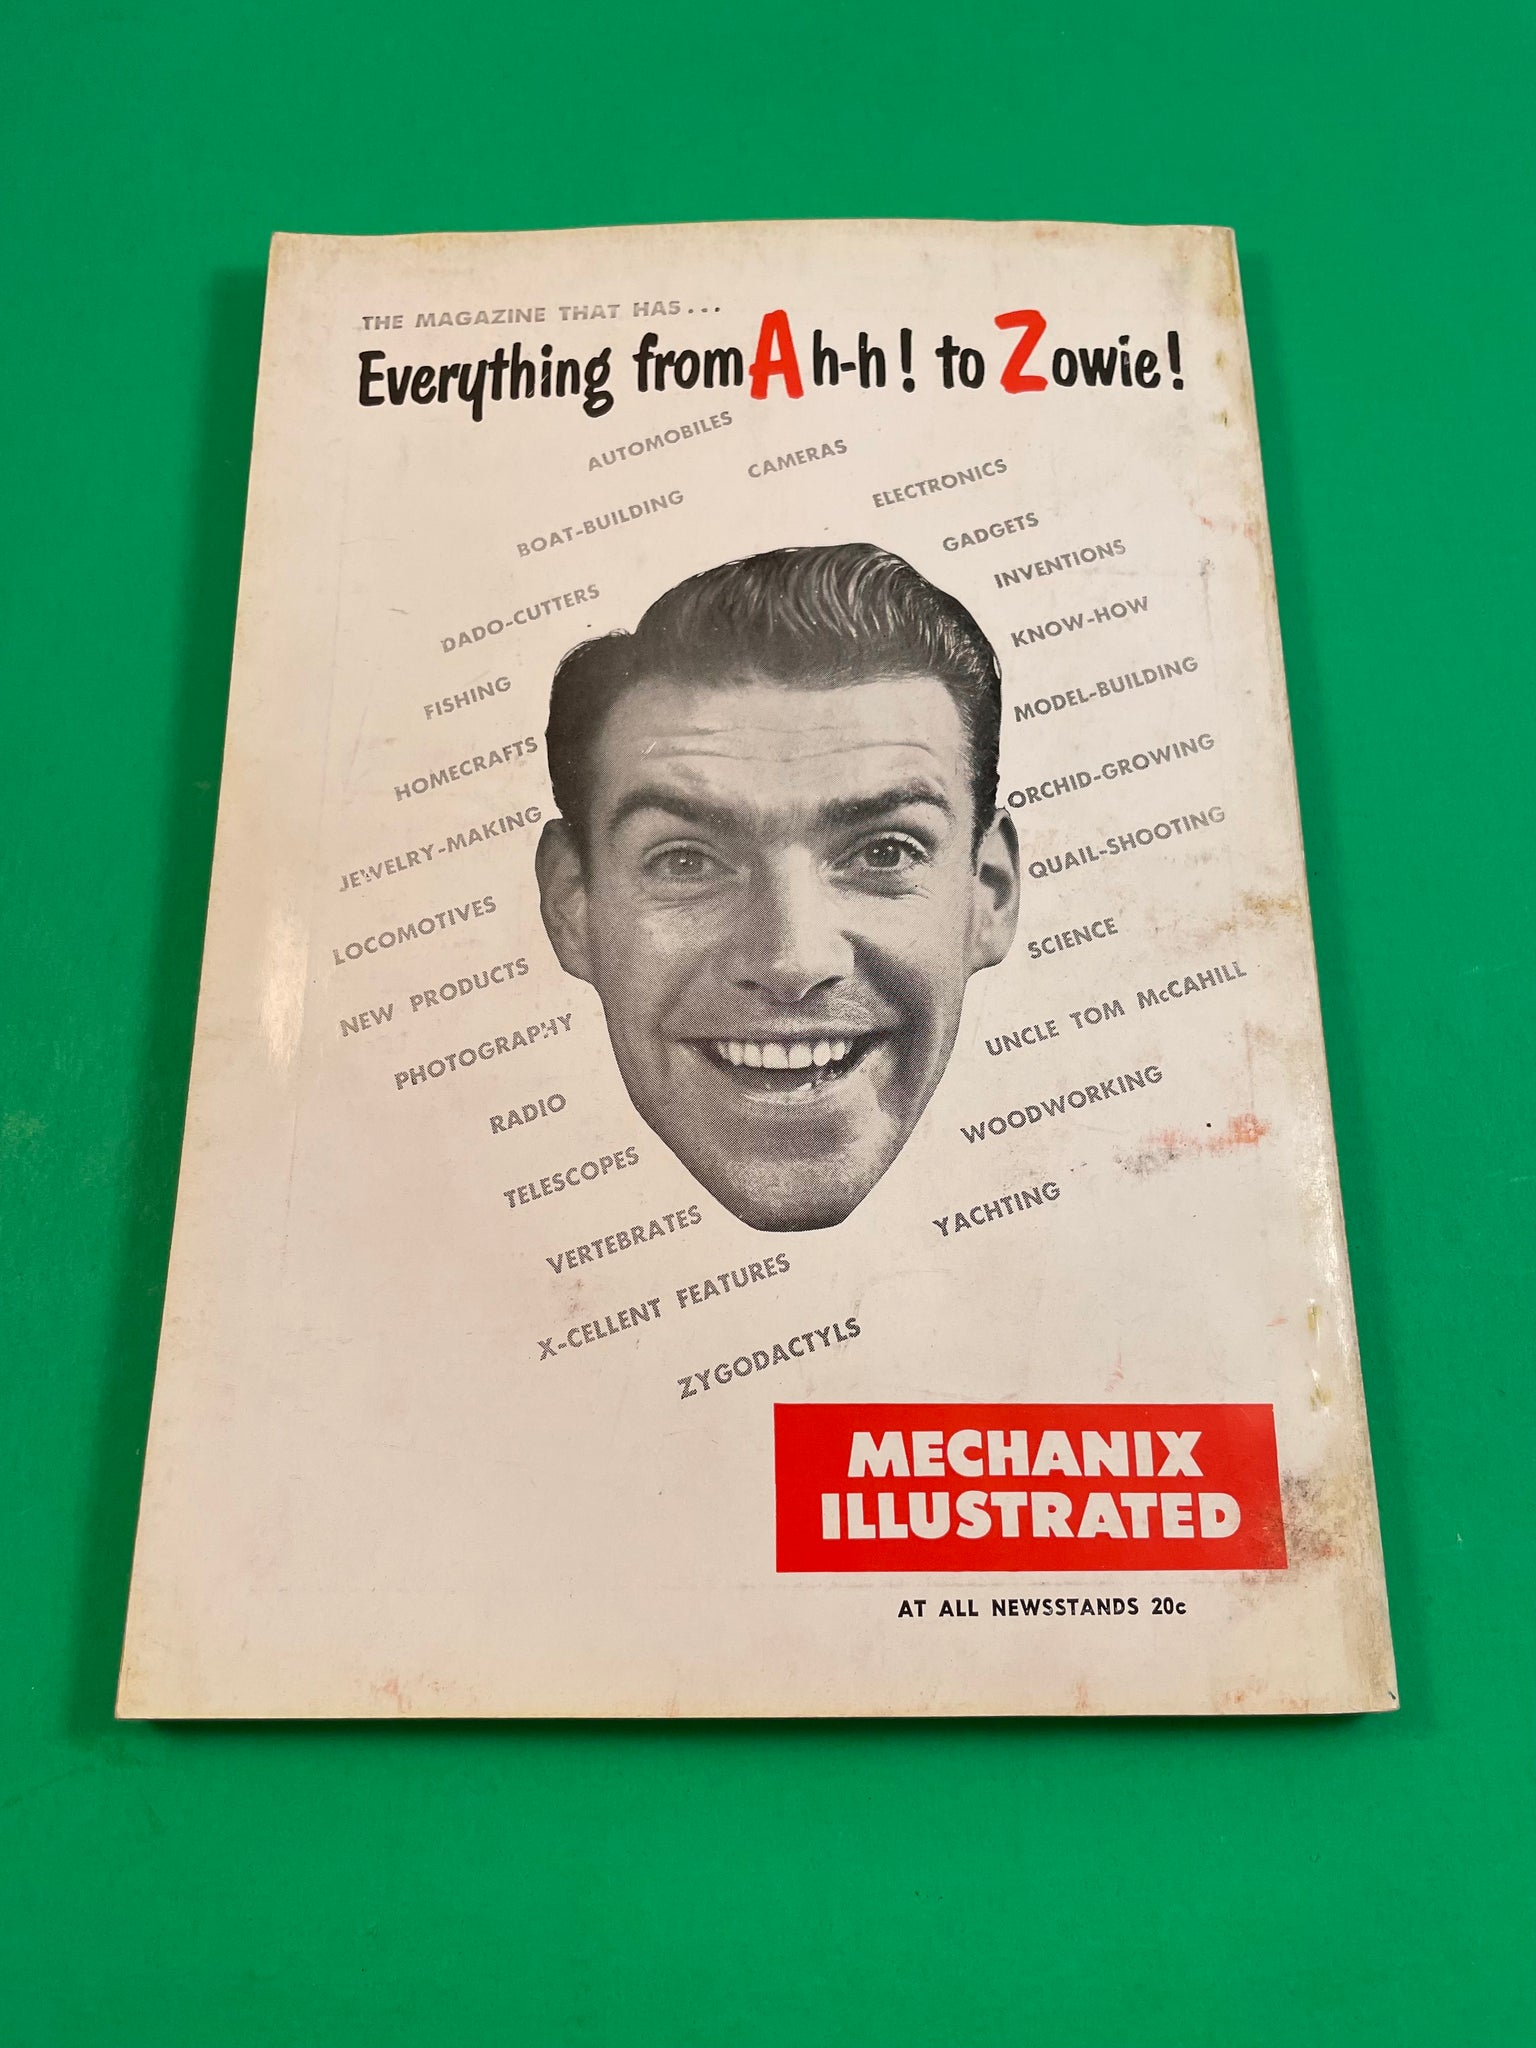 THE MAGAZINE THAT HAS...
Everything from Ah-h! to Zowie!
AUTOMOBILES
BOAT-BUILDING
CAMERAS
DADO-CUTTERS
ELECTRONICS
FISHING
GADGETS
HOMECRAFTS
INVENTIONS
JEWELRY-MAKING
KNOW-HOW
LOCOMOTIVES
MODEL-BUILDING
NEW PRODUCTS
ORCHID-GROWING
PHOTOGRAPHY
QUAIL-SHOOTING
RADIO
SCIENCE
TELESCOPES
UNCLE TOM McCAHILL
VERTEBRATES
WOODWORKING
X-CELLENT FEATURES
YACHTING
ZYGODACTYLS
MECHANIX
ILLUSTRATED
AT ALL NEWSSTANDS 20c